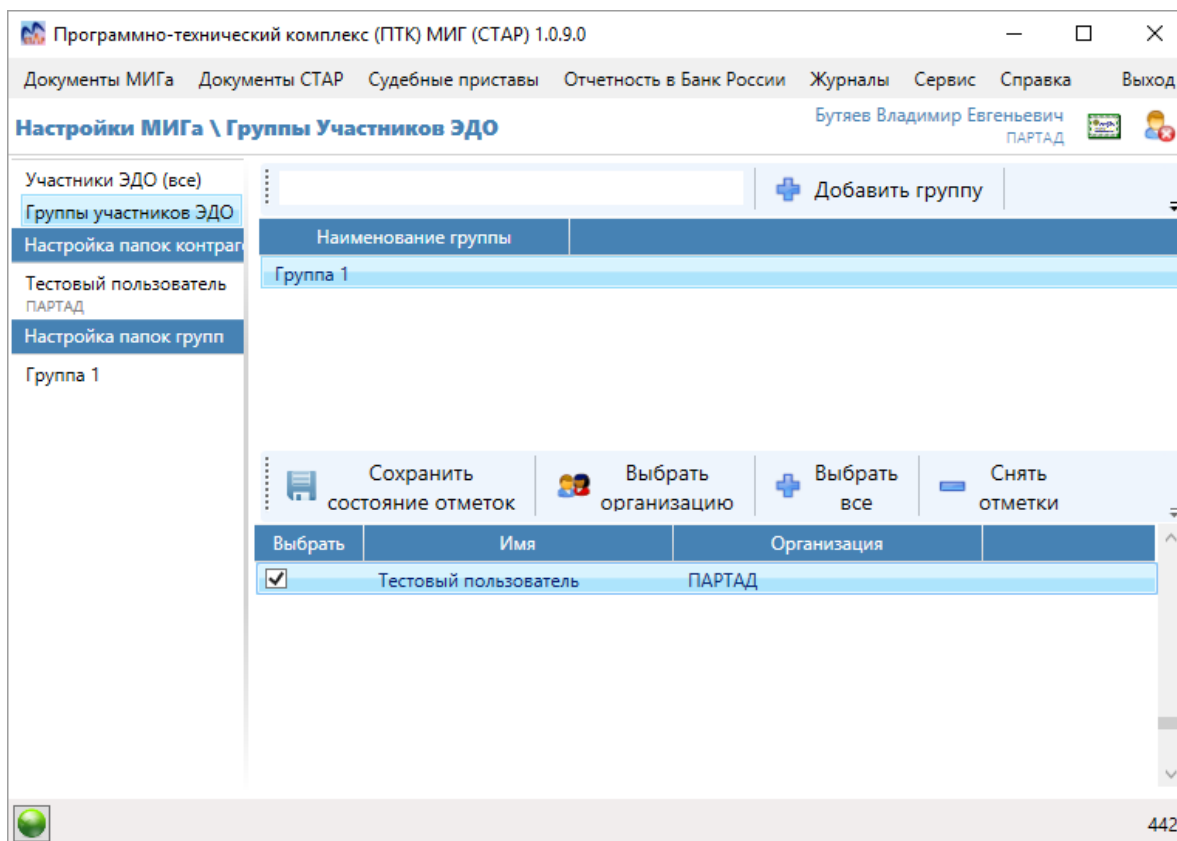 Программно-технический комплекс (ПТК) МИГ (СТАР) 1.0.9.0
Документы МИГа Документы СТАР Судебные приставы Отчетность в Банк России Журналы Сервис Справка Выход
Настройки МИГа \ Группы Участников ЭДО
Бутяев Владимир Евгеньевич
ПАРТАД
Участники ЭДО (все)
Группы участников ЭДО
Настройка папок контраг
Тестовый пользователь
ПАРТАД
Настройка папок групп
Группа 1
Добавить группу
Наименование группы
Группа 1
Сохранить состояние отметок
Выбрать организацию
Выбрать все
Снять отметки
Выбрать Имя Организация
Тестовый пользователь ПАРТАД
442